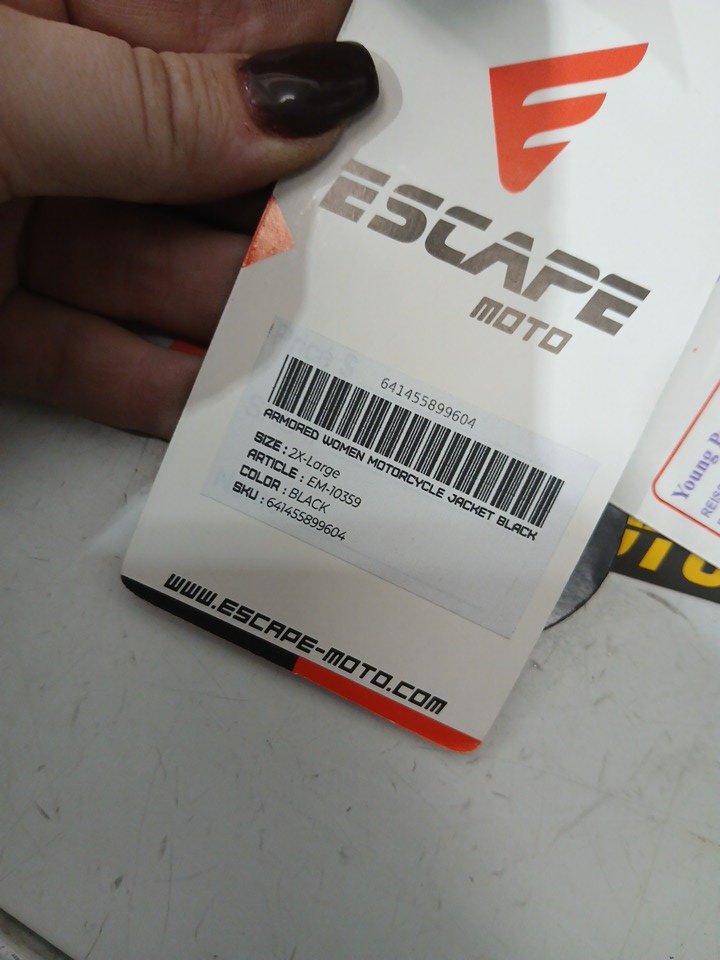 ESCAPE
MOTO
641455899604
ARMORED WOMEN MOTORCYCLE JACKET BLACK
SIZE : 2X-Large
ARTICLE : EM-10359
COLOR : BLACK
SKU : 641455899604
WWW.ESCAPE-MOTO.COM
Young